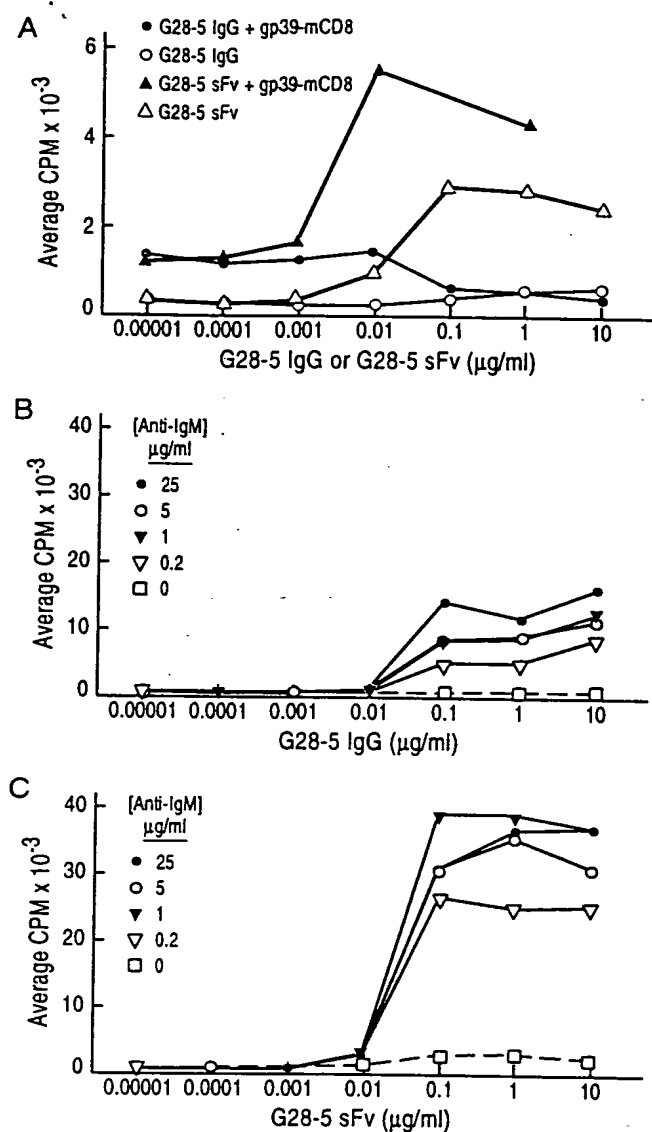 A
G28-5 IgG + gp39-mCD8
G28-5 IgG
G28-5 sFv + gp39-mCD8
G28-5 sFv
Average CPM x 10-3
6
4
2
0
0.00001 0.0001 0.001 0.01 0.1 1 10
G28-5 IgG or G28-5 sFv (µg/ml)
B
[Anti-IgM]
µg/ml
25
5
1
0.2
0
Average CPM x 10-3
40
30
20
10
0
0.00001 0.0001 0.001 0.01 0.1 1 10
G28-5 IgG (µg/ml)
C
[Anti-IgM]
µg/ml
25
5
1
0.2
0
Average CPM x 10-3
40
30
20
10
0
0.00001 0.0001 0.001 0.01 0.1 1 10
G28-5 sFv (µg/ml)